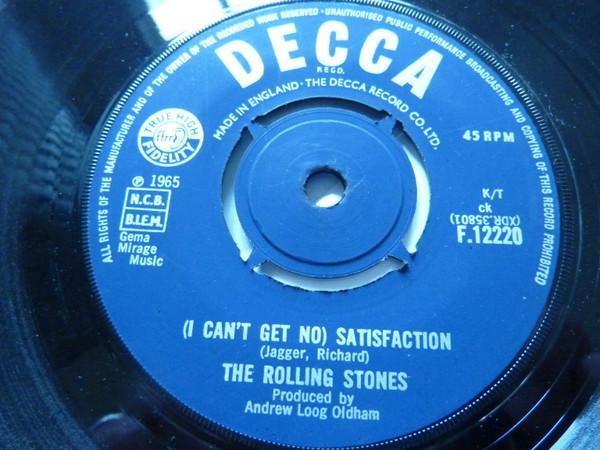 ALL RIGHTS OF THE MANUFACTURER AND OF THE OWNER OF THE RECORDED WORK RESERVED · UNAUTHORISED PUBLIC PERFORMANCE BROADCASTING AND COPYING OF THIS RECORD PROHIBITED
DECCA
REGD.
MADE IN ENGLAND · THE DECCA RECORD CO. LTD.
TRUE HIGH
ffrr
FIDELITY
45 RPM
℗ 1965
N.C.B.
B.I.E.M.
Gema
Mirage
Music
K/T
ck
(XDR.35801)
F.12220
(I CAN'T GET NO) SATISFACTION
(Jagger, Richard)
THE ROLLING STONES
Produced by
Andrew Loog Oldham